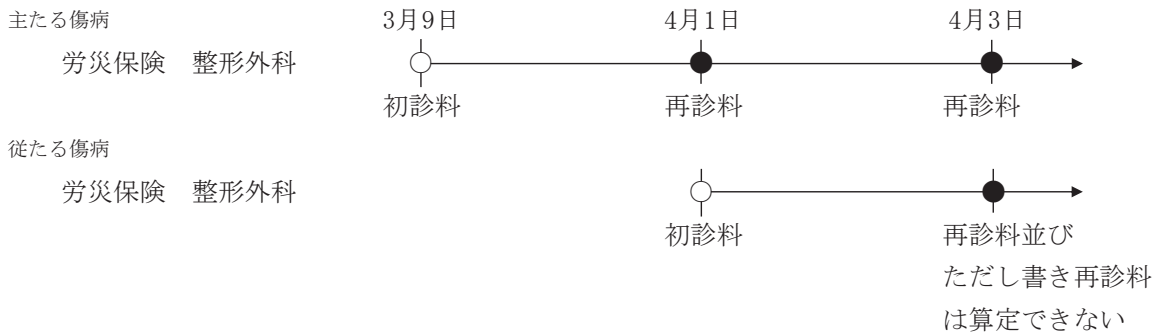 主たる傷病 3月9日 4月1日 4月3日
労災保険 整形外科
初診料 再診料 再診料
従たる傷病
労災保険 整形外科
初診料 再診料並び
ただし書き再診料
は算定できない